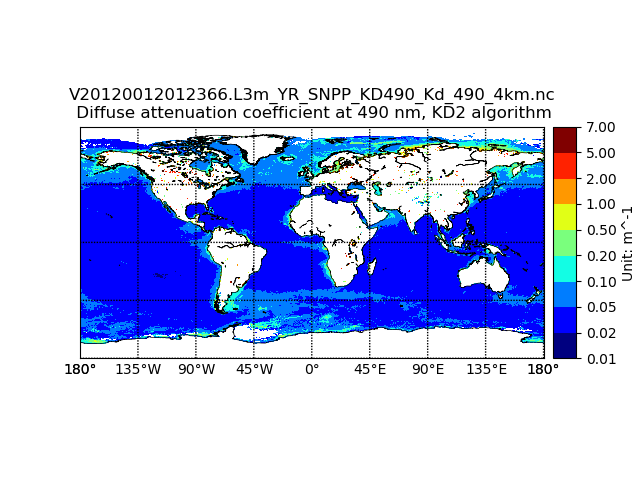 V20120012012366.L3m_YR_SNPP_KD490_Kd_490_4km.nc
Diffuse attenuation coefficient at 490 nm, KD2 algorithm
7.00
5.00
2.00
1.00
0.50
0.20
0.10
0.05
0.02
0.01
Unit: m^-1
180° 135°W 90°W 45°W 0° 45°E 90°E 135°E 180°